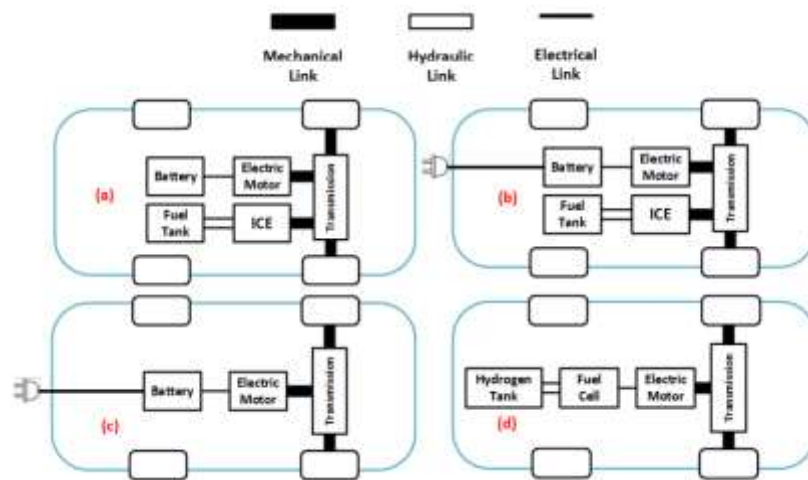 Mechanical
Link
Hydraulic
Link
Electrical
Link
(a)
Battery
Electric
Motor
Fuel
Tank
ICE
Transmission
(b)
Battery
Electric
Motor
Fuel
Tank
ICE
Transmission
(c)
Battery
Electric
Motor
Transmission
(d)
Hydrogen
Tank
Fuel
Cell
Electric
Motor
Transmission